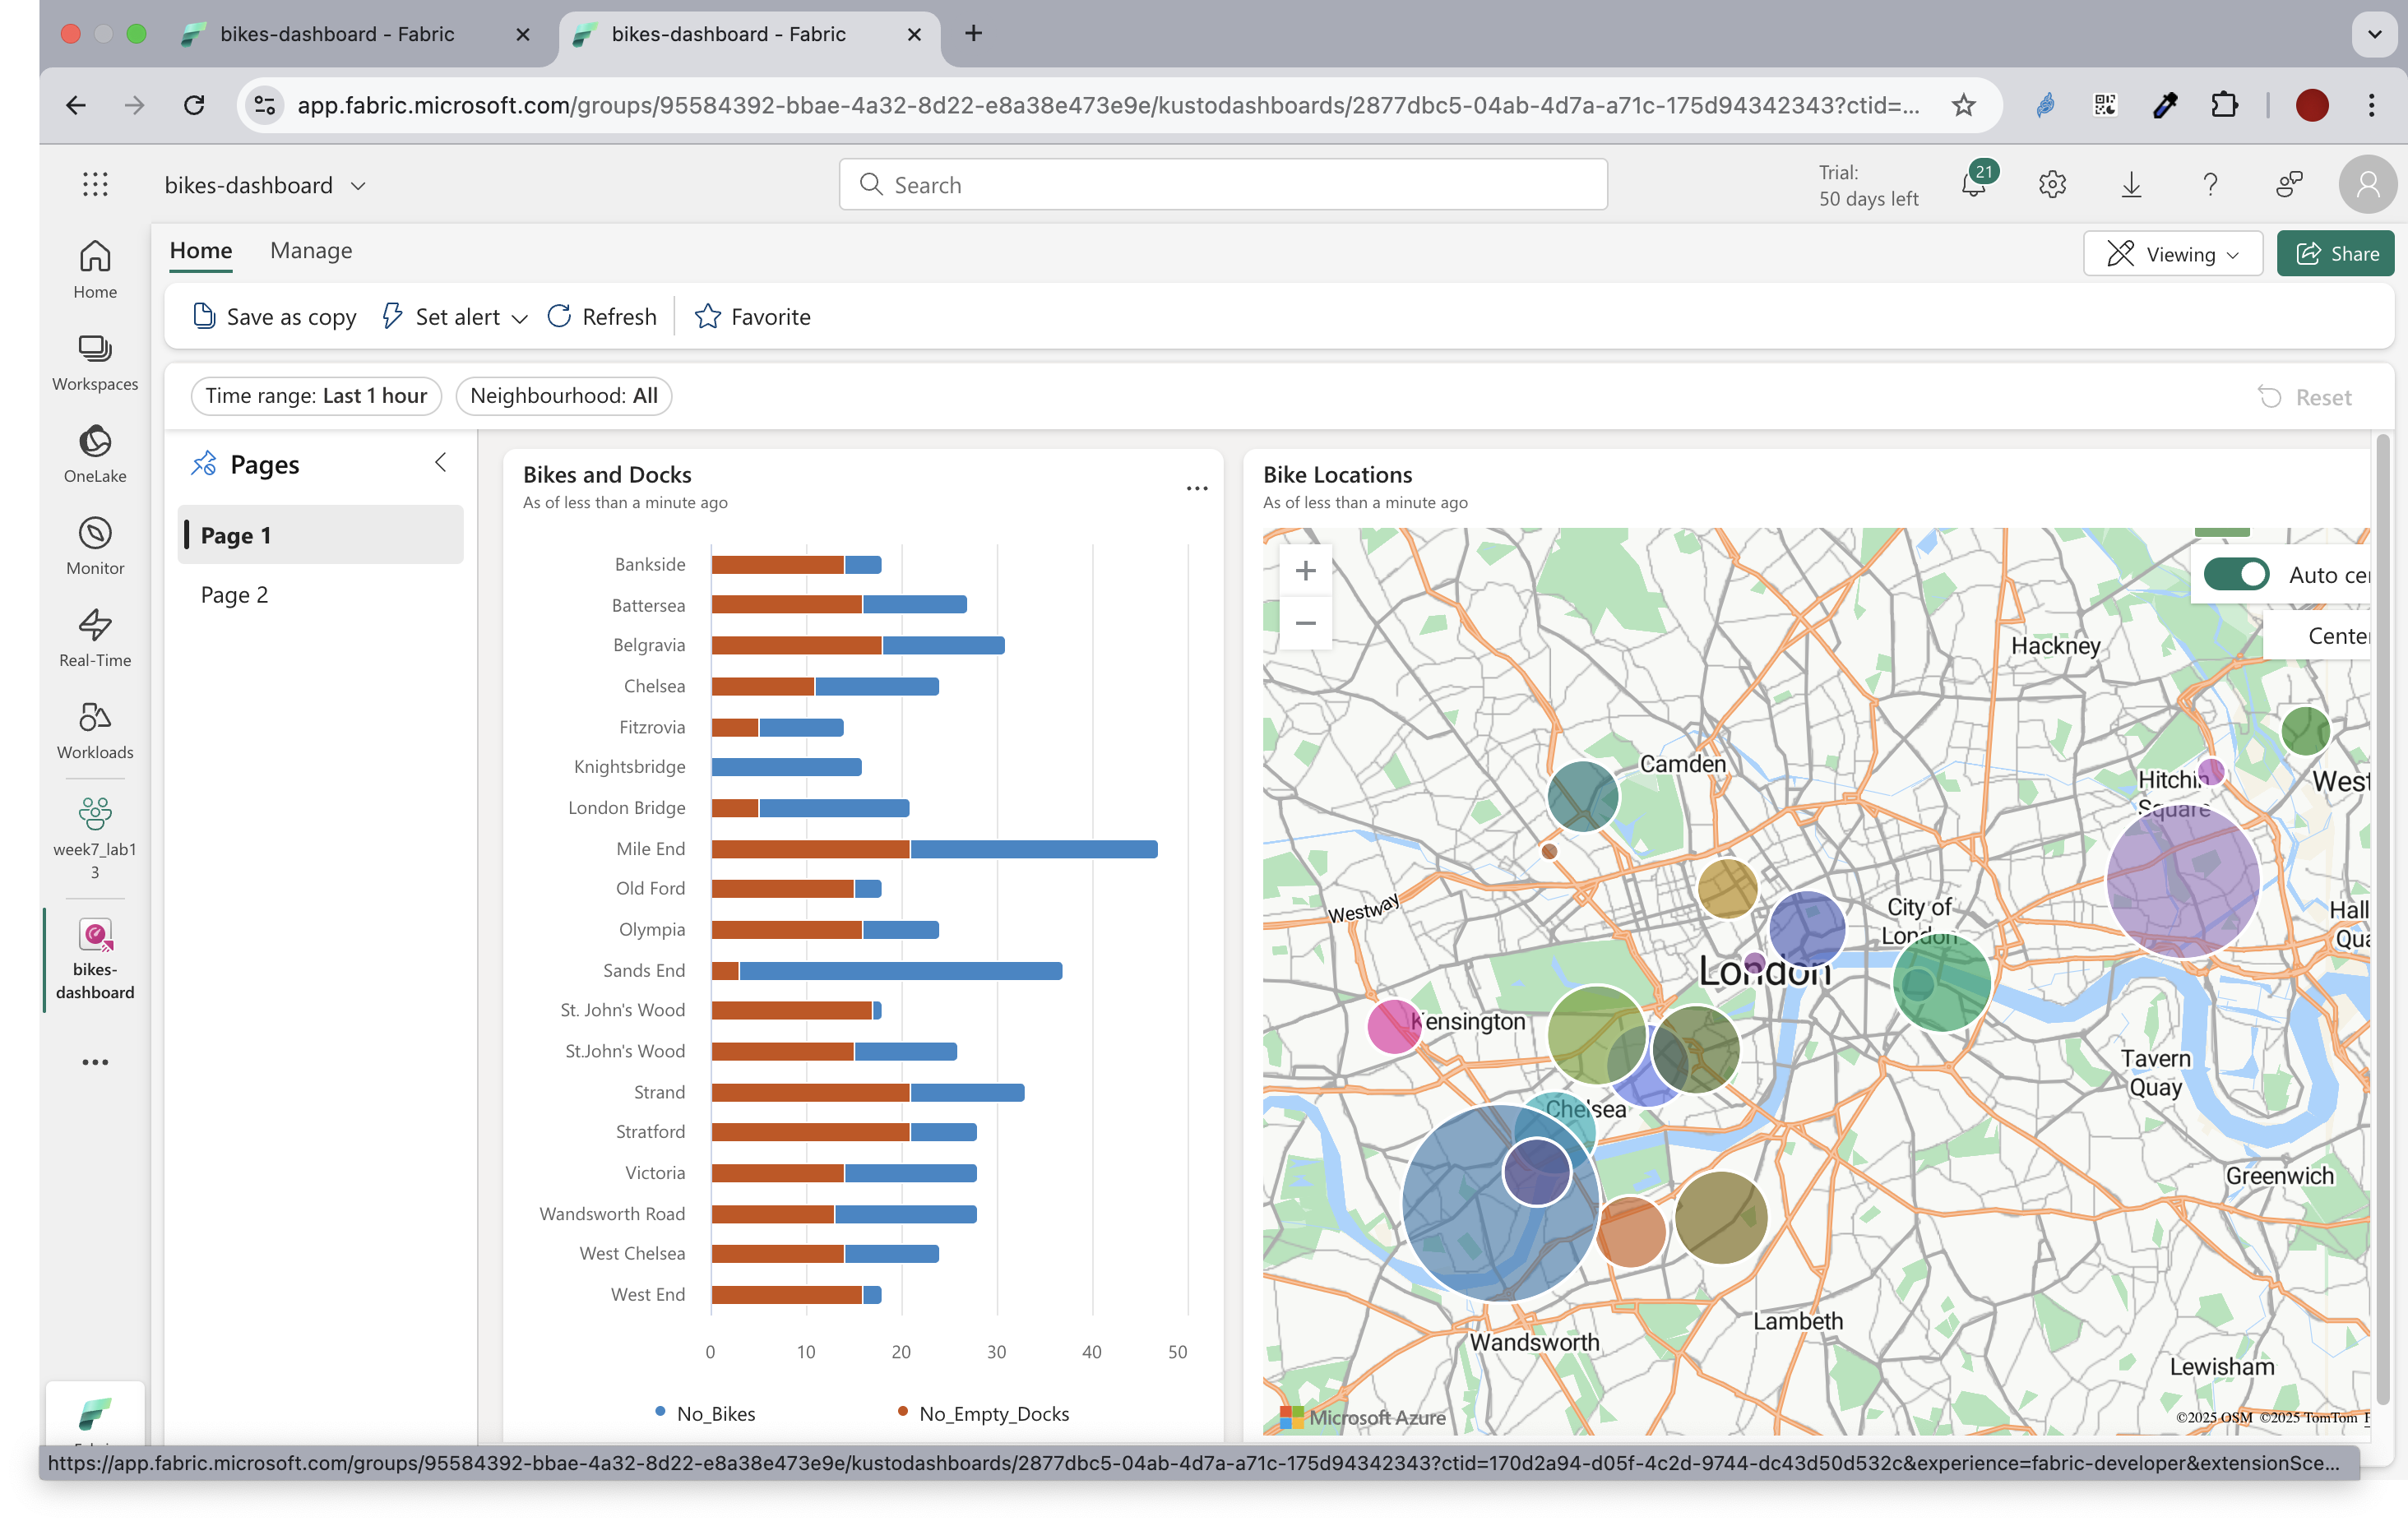 bikes-dashboard - Fabric
bikes-dashboard - Fabric
app.fabric.microsoft.com/groups/95584392-bbae-4a32-8d22-e8a38e473e9e/kustodashboards/2877dbc5-04ab-4d7a-a71c-175d94342343?ctid=...
bikes-dashboard
Search
Trial:
50 days left
21
Home
Workspaces
OneLake
Monitor
Real-Time
Workloads
week7_lab1
3
bikes-
dashboard
Home
Manage
Viewing
Share
Save as copy
Set alert
Refresh
Favorite
Time range: Last 1 hour
Neighbourhood: All
Reset
Pages
Page 1
Page 2
Bikes and Docks
As of less than a minute ago
Bankside
Battersea
Belgravia
Chelsea
Fitzrovia
Knightsbridge
London Bridge
Mile End
Old Ford
Olympia
Sands End
St. John's Wood
St.John's Wood
Strand
Stratford
Victoria
Wandsworth Road
West Chelsea
West End
0 10 20 30 40 50
No_Bikes
No_Empty_Docks
Bike Locations
As of less than a minute ago
Auto cer
Center
Hackney
Camden
Hitchin
Square
West
Westway
City of
London
Hall
Qua
London
Kensington
Tavern
Quay
Chelsea
Greenwich
Lambeth
Wandsworth
Lewisham
Microsoft Azure
©2025 OSM ©2025 TomTom F
https://app.fabric.microsoft.com/groups/95584392-bbae-4a32-8d22-e8a38e473e9e/kustodashboards/2877dbc5-04ab-4d7a-a71c-175d94342343?ctid=170d2a94-d05f-4c2d-9744-dc43d50d532c&experience=fabric-developer&extensionSce...